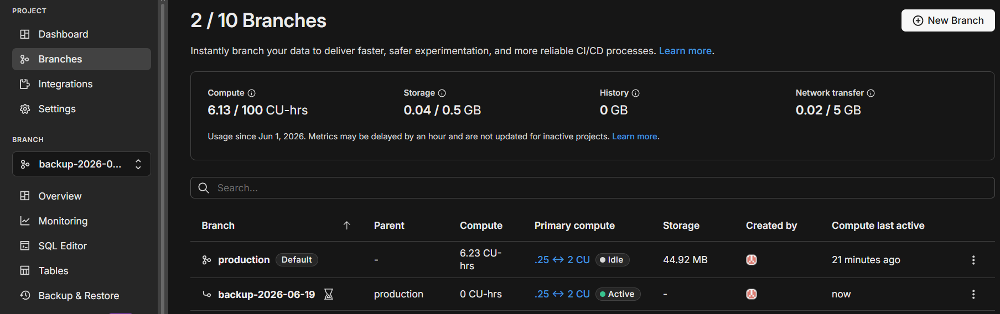 PROJECT
Dashboard
Branches
Integrations
Settings
BRANCH
backup-2026-0...
Overview
Monitoring
SQL Editor
Tables
Backup & Restore
2 / 10 Branches
New Branch
Instantly branch your data to deliver faster, safer experimentation, and more reliable CI/CD processes. Learn more.
Compute
6.13 / 100 CU-hrs
Storage
0.04 / 0.5 GB
History
0 GB
Network transfer
0.02 / 5 GB
Usage since Jun 1, 2026. Metrics may be delayed by an hour and are not updated for inactive projects. Learn more.
Search...
Branch Parent Compute Primary compute Storage Created by Compute last active
production Default - 6.23 CU-
hrs .25 ↔ 2 CU Idle 44.92 MB 21 minutes ago
backup-2026-06-19 production 0 CU-hrs .25 ↔ 2 CU Active - now